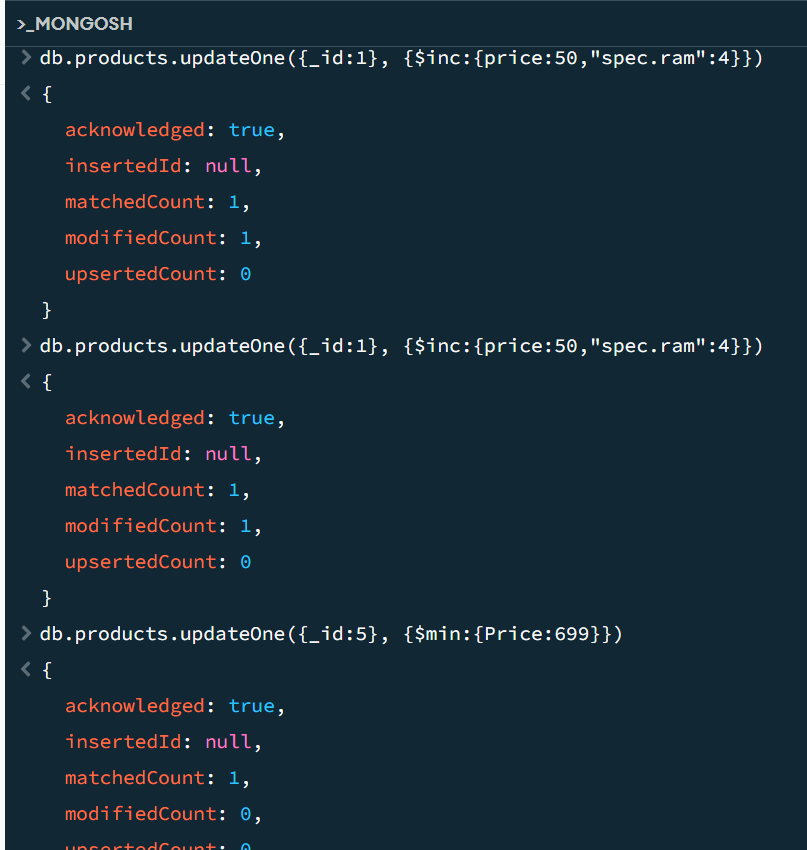 >_MONGOSH
> db.products.updateOne({_id:1}, {$inc:{price:50,"spec.ram":4}})
< {
acknowledged: true,
insertedId: null,
matchedCount: 1,
modifiedCount: 1,
upsertedCount: 0
}
> db.products.updateOne({_id:1}, {$inc:{price:50,"spec.ram":4}})
< {
acknowledged: true,
insertedId: null,
matchedCount: 1,
modifiedCount: 1,
upsertedCount: 0
}
> db.products.updateOne({_id:5}, {$min:{Price:699}})
< {
acknowledged: true,
insertedId: null,
matchedCount: 1,
modifiedCount: 0,
upsertedCount: 0